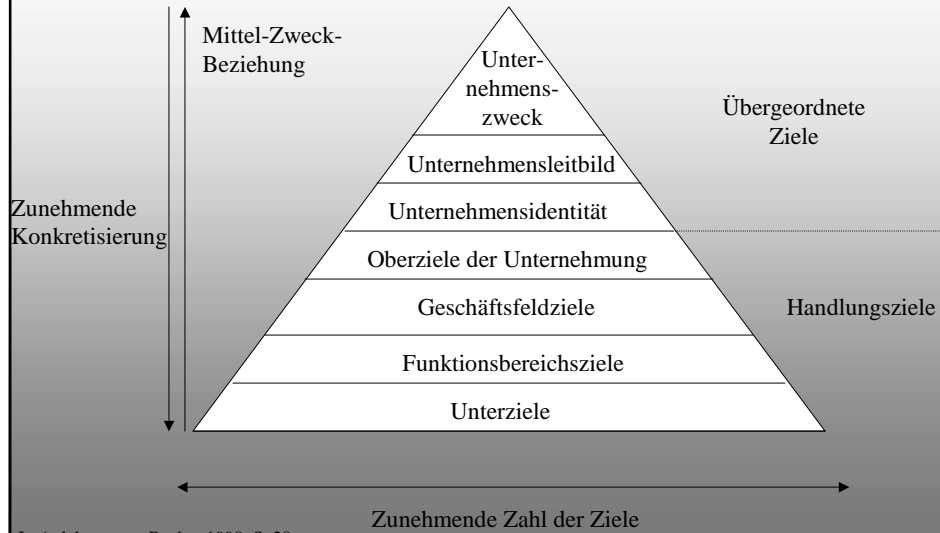 Mittel-Zweck-
Beziehung
Unter-
nehmens-
zweck
Übergeordnete
Ziele
Unternehmensleitbild
Zunehmende
Konkretisierung
Unternehmensidentität
Oberziele der Unternehmung
Geschäftsfeldziele
Handlungsziele
Funktionsbereichsziele
Unterziele
Zunehmende Zahl der Ziele